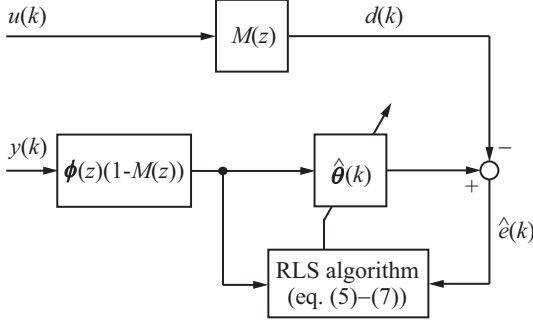 u(k)
M(z)
d(k)
−
y(k)
ϕ(z)(1-M(z))
θ̂(k)
+
ê(k)
RLS algorithm
(eq. (5)–(7))